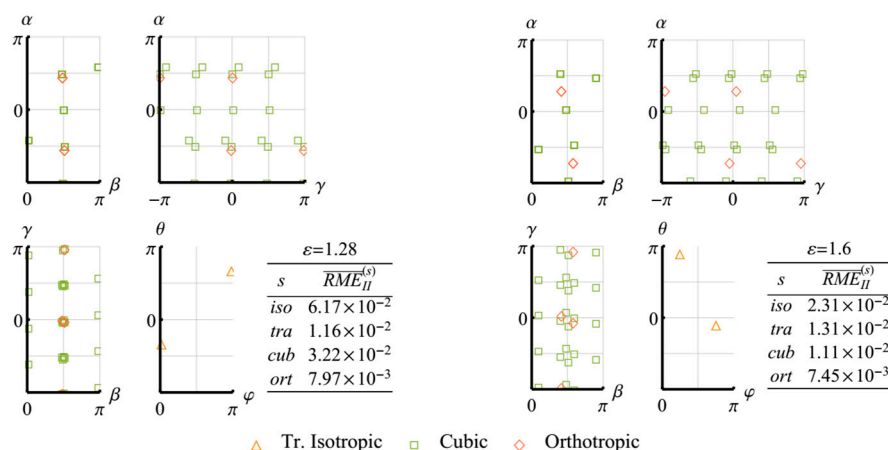 α
α
π
π
0
0
0
π
β
−π
0
π
γ
γ
θ
π
π
0
0
0
π
β
0
π
φ
ε=1.28
s RME_II^(s)
iso 6.17×10⁻²
tra 1.16×10⁻²
cub 3.22×10⁻²
ort 7.97×10⁻³
α
α
π
π
0
0
0
π
β
−π
0
π
γ
γ
θ
π
π
0
0
0
π
β
0
π
φ
ε=1.6
s RME_II^(s)
iso 2.31×10⁻²
tra 1.31×10⁻²
cub 1.11×10⁻²
ort 7.45×10⁻³
Tr. Isotropic Cubic Orthotropic